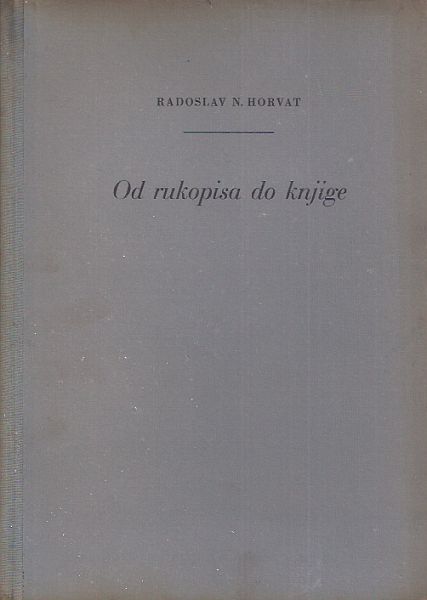 RADOSLAV N. HORVAT
Od rukopisa do knjige